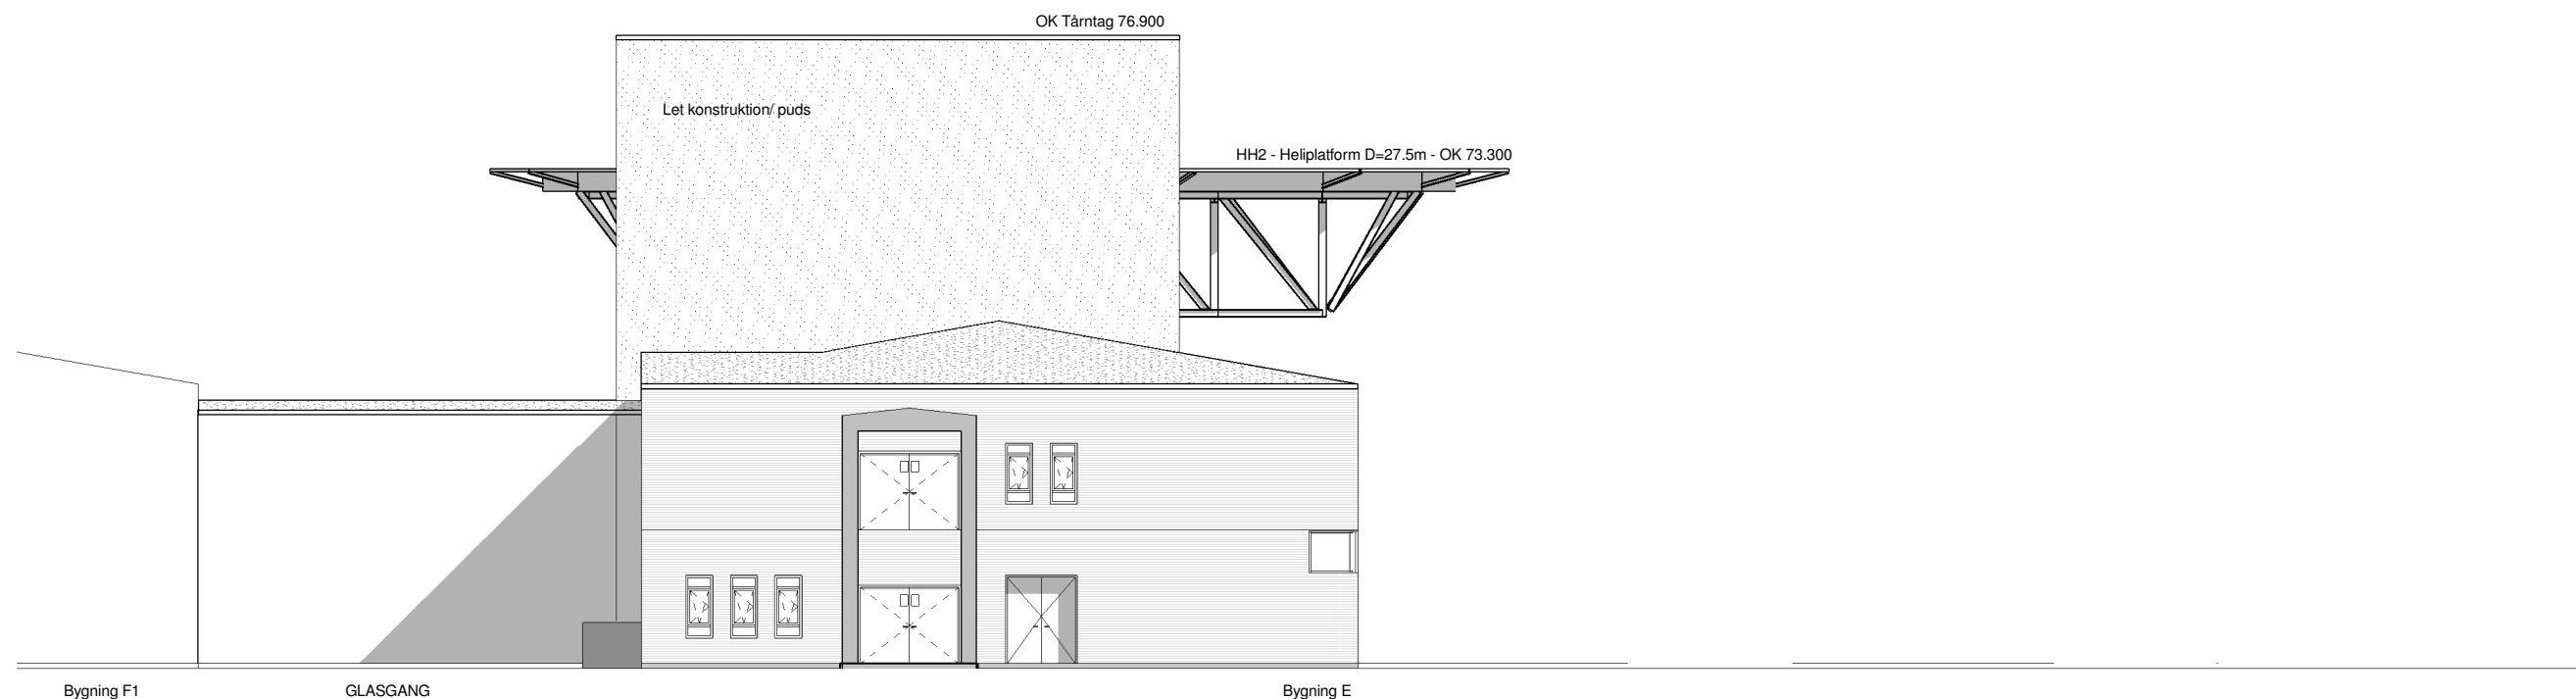 OK Tårntag 76.900
Let konstruktion/ puds
HH2 - Heliplatform D=27.5m - OK 73.300
Bygning F1
GLASGANG
Bygning E